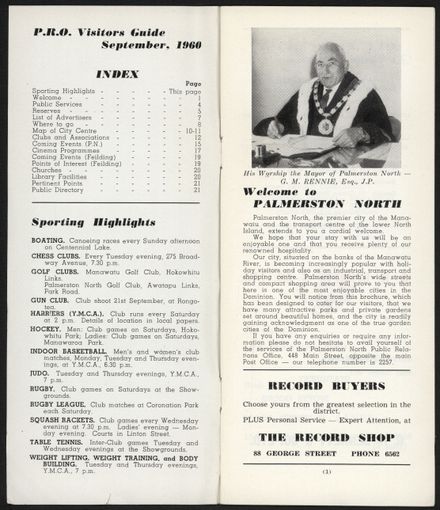 P.R.O. Visitors Guide
September, 1960
INDEX
Page
Sporting Highlights - - - - - This page
Welcome - - - - - - - - 1
Public Services - - - - - - - 4
Reserves - - - - - - - - 5
List of Advertisers - - - - - - 7
Where to go - - - - - - - 8
Map of City Centre - - - - - 10-11
Clubs and Associations - - - - - 12
Coming Events (P.N.) - - - - - 15
Cinema Programmes - - - - - 17
Coming Events (Feilding) - - - - 19
Points of Interest (Feilding) - - - - 19
Churches - - - - - - - - 20
Library Facilities - - - - - - 20
Pertinent Points - - - - - - 21
Public Directory - - - - - - 21
Sporting Highlights
BOATING. Canoeing races every Sunday afternoon
on Centennial Lake.
CHESS CLUBS. Every Tuesday evening, 275 Broad-
way Avenue, 7.30 p.m.
GOLF CLUBS. Manawatu Golf Club, Hokowhitu
Links.
Palmerston North Golf Club, Awatapu Links,
Park Road.
GUN CLUB. Club shoot 21st September, at Rongo-
tea.
HARRIERS (Y.M.C.A.). Club runs every Saturday
at 2 p.m. Details of location in local papers.
HOCKEY. Men: Club games on Saturdays, Hoko-
whitu Park; Ladies: Club games on Saturdays,
Manawaroa Park.
INDOOR BASKETBALL. Men's and women's club
matches, Monday, Tuesday and Thursday even-
ings, at Y.M.C.A., 6.30 p.m.
JUDO. Tuesday and Thursday evenings, Y.M.C.A.,
7 p.m.
RUGBY. Club games on Saturdays at the Show-
grounds.
RUGBY LEAGUE. Club matches at Coronation Park
each Saturday.
SQUASH RACKETS. Club games every Wednesday
evening at 7.30 p.m. Ladies' evening — Mon-
day evening. Courts in Linton Street.
TABLE TENNIS. Inter-Club games Tuesday and
Wednesday evenings at the Showgrounds.
WEIGHT LIFTING, WEIGHT TRAINING, and BODY
BUILDING. Tuesday and Thursday evenings,
Y.M.C.A., 7 p.m.
His Worship the Mayor of Palmerston North —
G. M. RENNIE, Esq., J.P.
Welcome to
PALMERSTON NORTH
Palmerston North, the premier city of the Mana-
watu and the transport centre of the lower North
Island, extends to you a cordial welcome.
We hope that your stay with us will be an
enjoyable one and that you receive plenty of our
renowned hospitality.
Our city, situated on the banks of the Manawatu
River, is becoming increasingly popular with holi-
day visitors and also as an industrial, transport and
shopping centre. Palmerston North's wide streets
and compact shopping area will prove to you that
here is one of the most enjoyable cities in the
Dominion. You will notice from this brochure, which
has been designed to cater for our visitors, that we
have many attractive parks and private gardens
set around beautiful homes, and the city is readily
gaining acknowledgment as one of the true garden
cities of the Dominion.
If you have any enquiries or require any infor-
mation please do not hesitate to avail yourself of
the services of the Palmerston North Public Rela-
tions Office, 448 Main Street, opposite the main
Post Office — our telephone number is 2257.
RECORD BUYERS
Choose yours from the greatest selection in the
district.
PLUS Personal Service — Expert Attention, at
THE RECORD SHOP
88 GEORGE STREET PHONE 6562
(1)